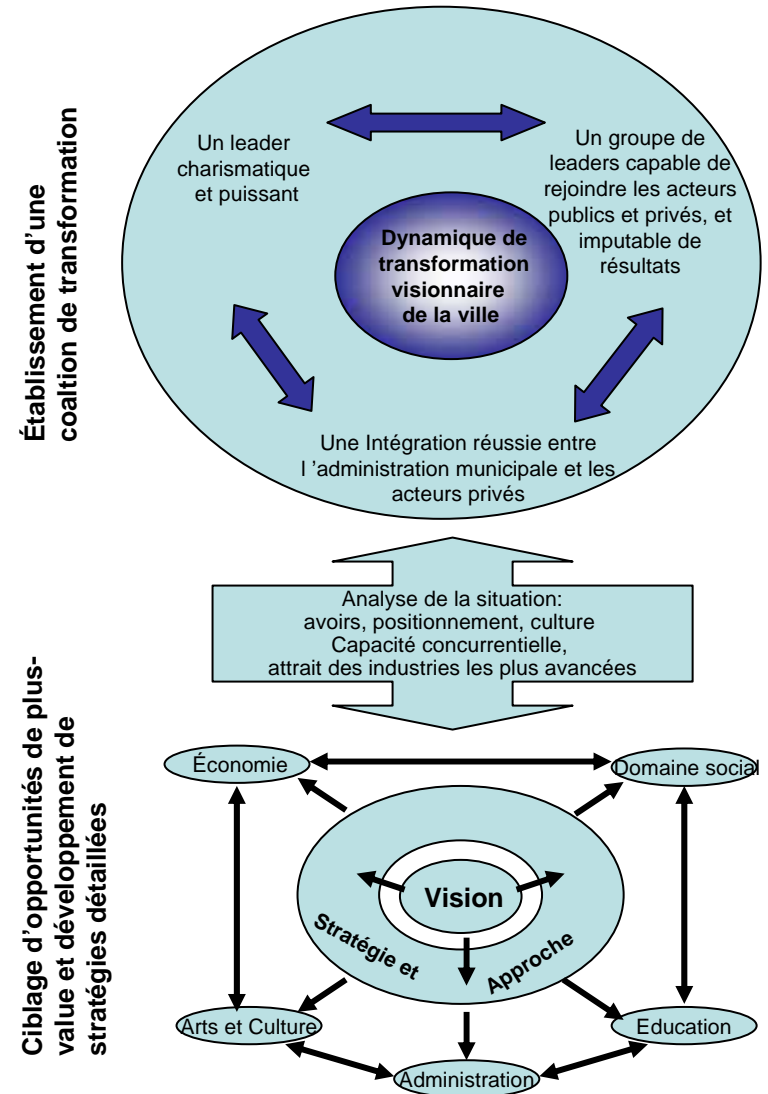 Établissement d'une
coaltion de transformation
Un leader
charismatique
et puissant
Un groupe de
leaders capable de
rejoindre les acteurs
publics et privés, et
imputable de
résultats
Dynamique de
transformation
visionnaire
de la ville
Une Intégration réussie entre
l 'administration municipale et les
acteurs privés
Analyse de la situation:
avoirs, positionnement, culture
Capacité concurrentielle,
attrait des industries les plus avancées
Ciblage d'opportunités de plus-
value et développement de
stratégies détaillées
Économie
Domaine social
Vision
Stratégie et
Approche
Arts et Culture
Education
Administration